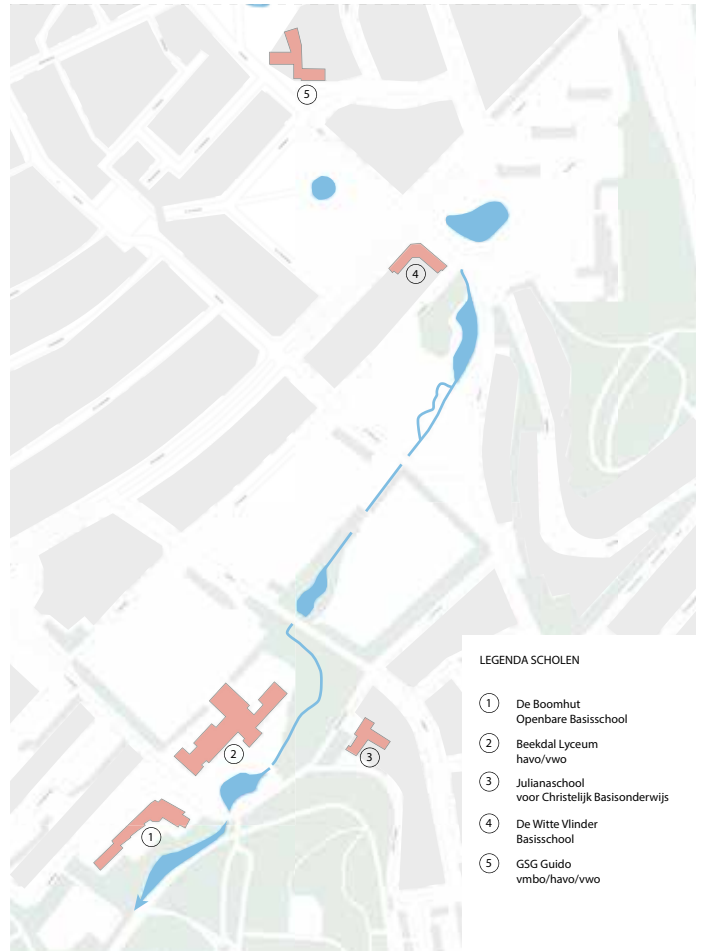 5
4
3
2
1
LEGENDA SCHOLEN
1 De Boomhut
Openbare Basisschool
2 Beekdal Lyceum
havo/vwo
3 Julianaschool
voor Christelijk Basisonderwijs
4 De Witte Vlinder
Basisschool
5 GSG Guido
vmbo/havo/vwo